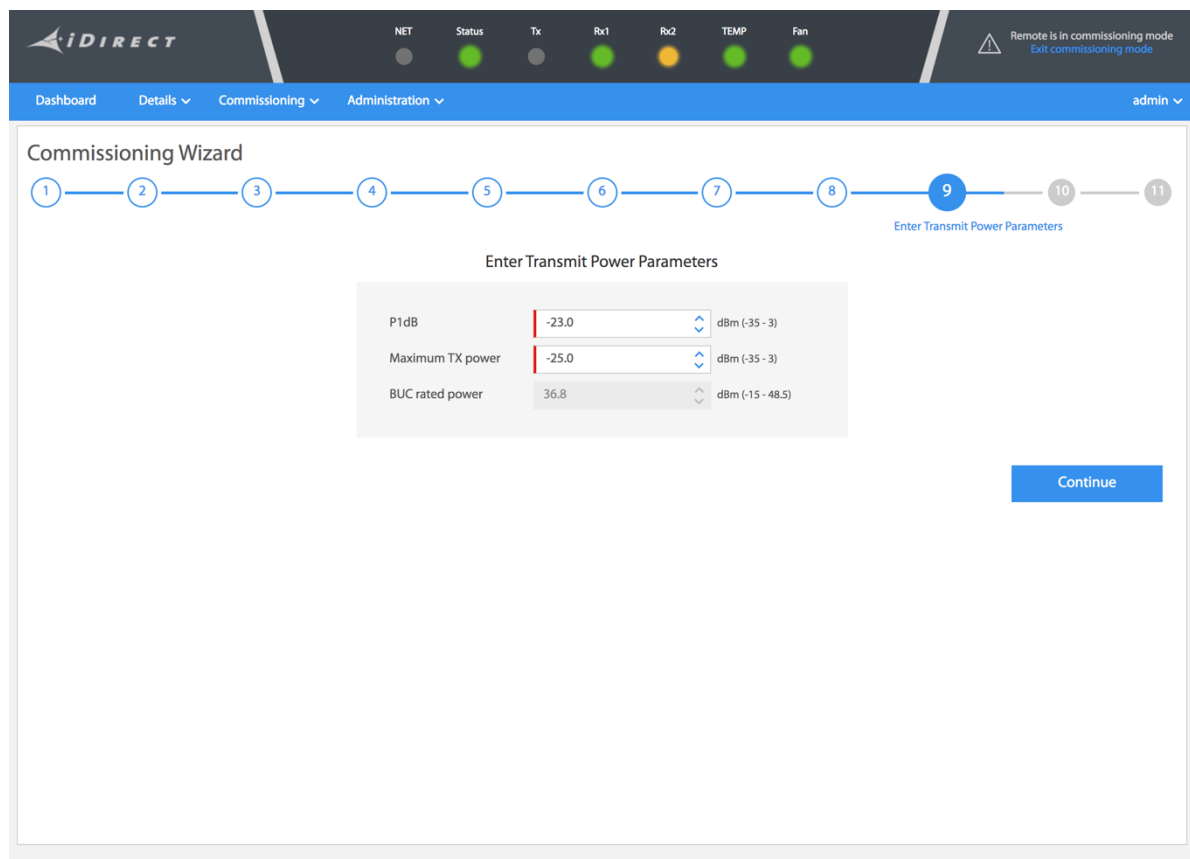 iDIRECT
NET Status Tx Rx1 Rx2 TEMP Fan
Remote is in commissioning mode
Exit commissioning mode
Dashboard Details Commissioning Administration admin
Commissioning Wizard
1 2 3 4 5 6 7 8 9 10 11
Enter Transmit Power Parameters
Enter Transmit Power Parameters
P1dB -23.0 dBm (-35 - 3)
Maximum TX power -25.0 dBm (-35 - 3)
BUC rated power 36.8 dBm (-15 - 48.5)
Continue